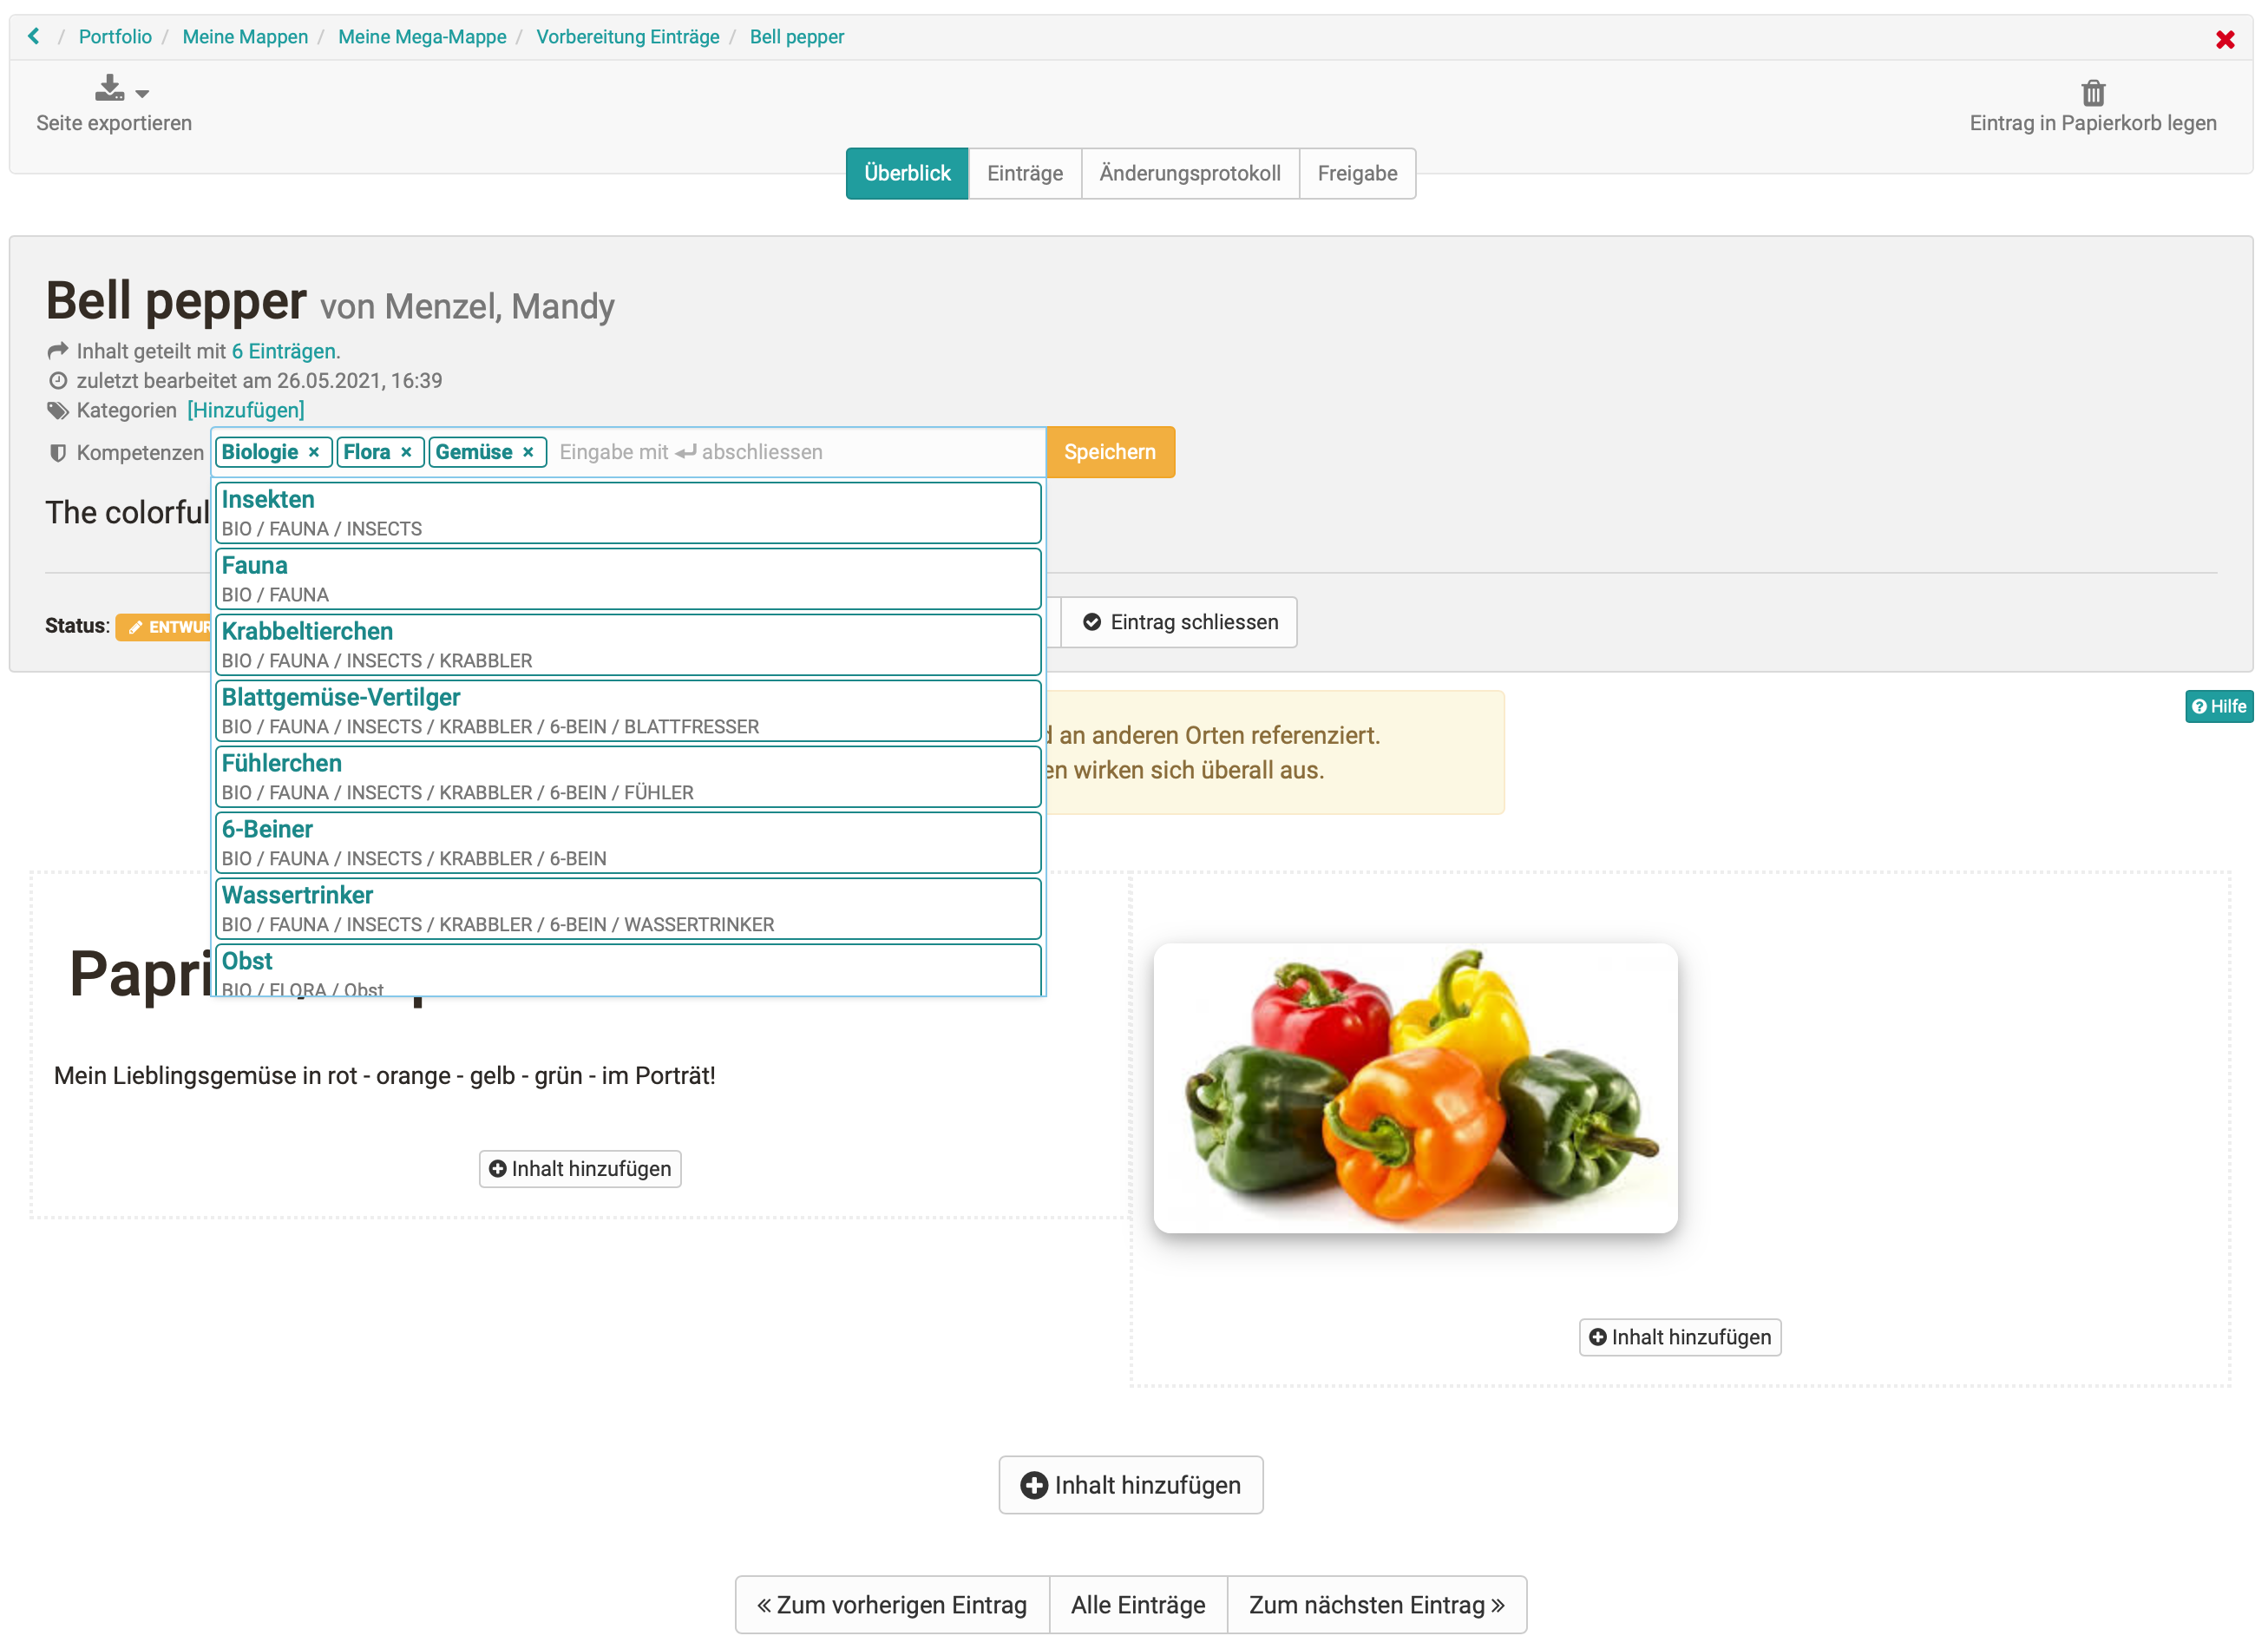 / Portfolio / Meine Mappen / Meine Mega-Mappe / Vorbereitung Einträge / Bell pepper
Seite exportieren
Eintrag in Papierkorb legen
Überblick Einträge Änderungsprotokoll Freigabe
Bell pepper von Menzel, Mandy
Inhalt geteilt mit 6 Einträgen.
zuletzt bearbeitet am 26.05.2021, 16:39
Kategorien [Hinzufügen]
Kompetenzen Biologie × Flora × Gemüse × Eingabe mit ↵ abschliessen Speichern
The colorful
Insekten
BIO / FAUNA / INSECTS
Fauna
BIO / FAUNA
Krabbeltierchen
BIO / FAUNA / INSECTS / KRABBLER
Blattgemüse-Vertilger
BIO / FAUNA / INSECTS / KRABBLER / 6-BEIN / BLATTFRESSER
Fühlerchen
BIO / FAUNA / INSECTS / KRABBLER / 6-BEIN / FÜHLER
6-Beiner
BIO / FAUNA / INSECTS / KRABBLER / 6-BEIN
Wassertrinker
BIO / FAUNA / INSECTS / KRABBLER / 6-BEIN / WASSERTRINKER
Obst
BIO / FLORA / Obst
Status: ENTWUR
Eintrag schliessen
Hilfe
an anderen Orten referenziert.
en wirken sich überall aus.
Papri
Mein Lieblingsgemüse in rot - orange - gelb - grün - im Porträt!
Inhalt hinzufügen
Inhalt hinzufügen
Inhalt hinzufügen
« Zum vorherigen Eintrag Alle Einträge Zum nächsten Eintrag »